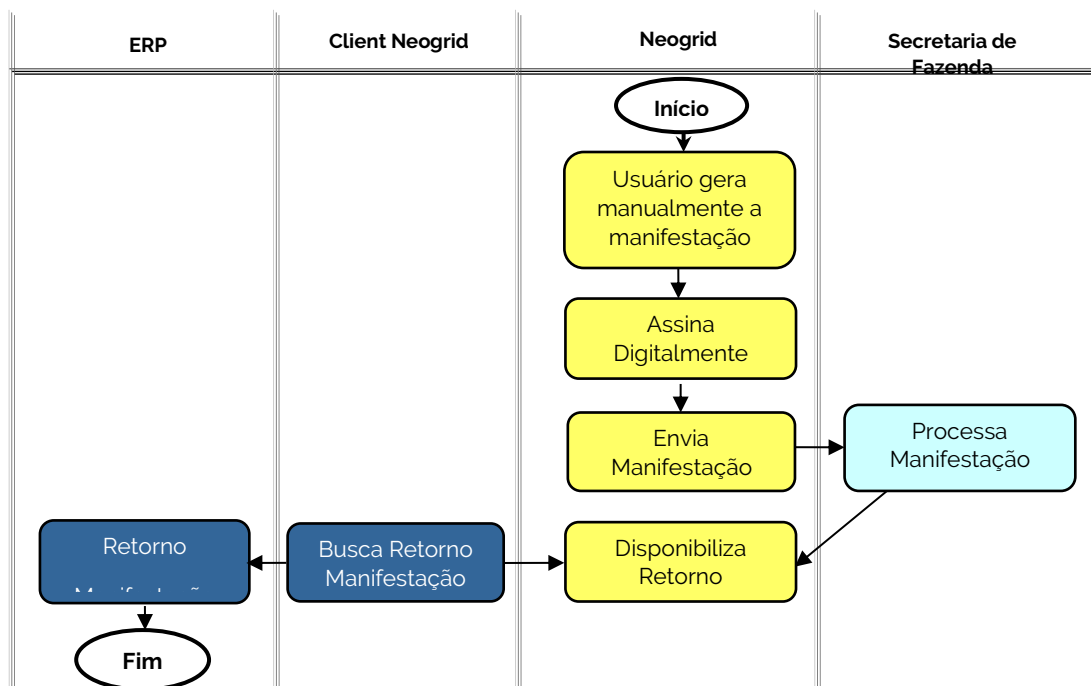 ERP
Client Neogrid
Neogrid
Secretaria de
Fazenda
Início
Usuário gera
manualmente a
manifestação
Assina
Digitalmente
Envia
Manifestação
Processa
Manifestação
Retorno
Busca Retorno
Manifestação
Disponibiliza
Retorno
Fim